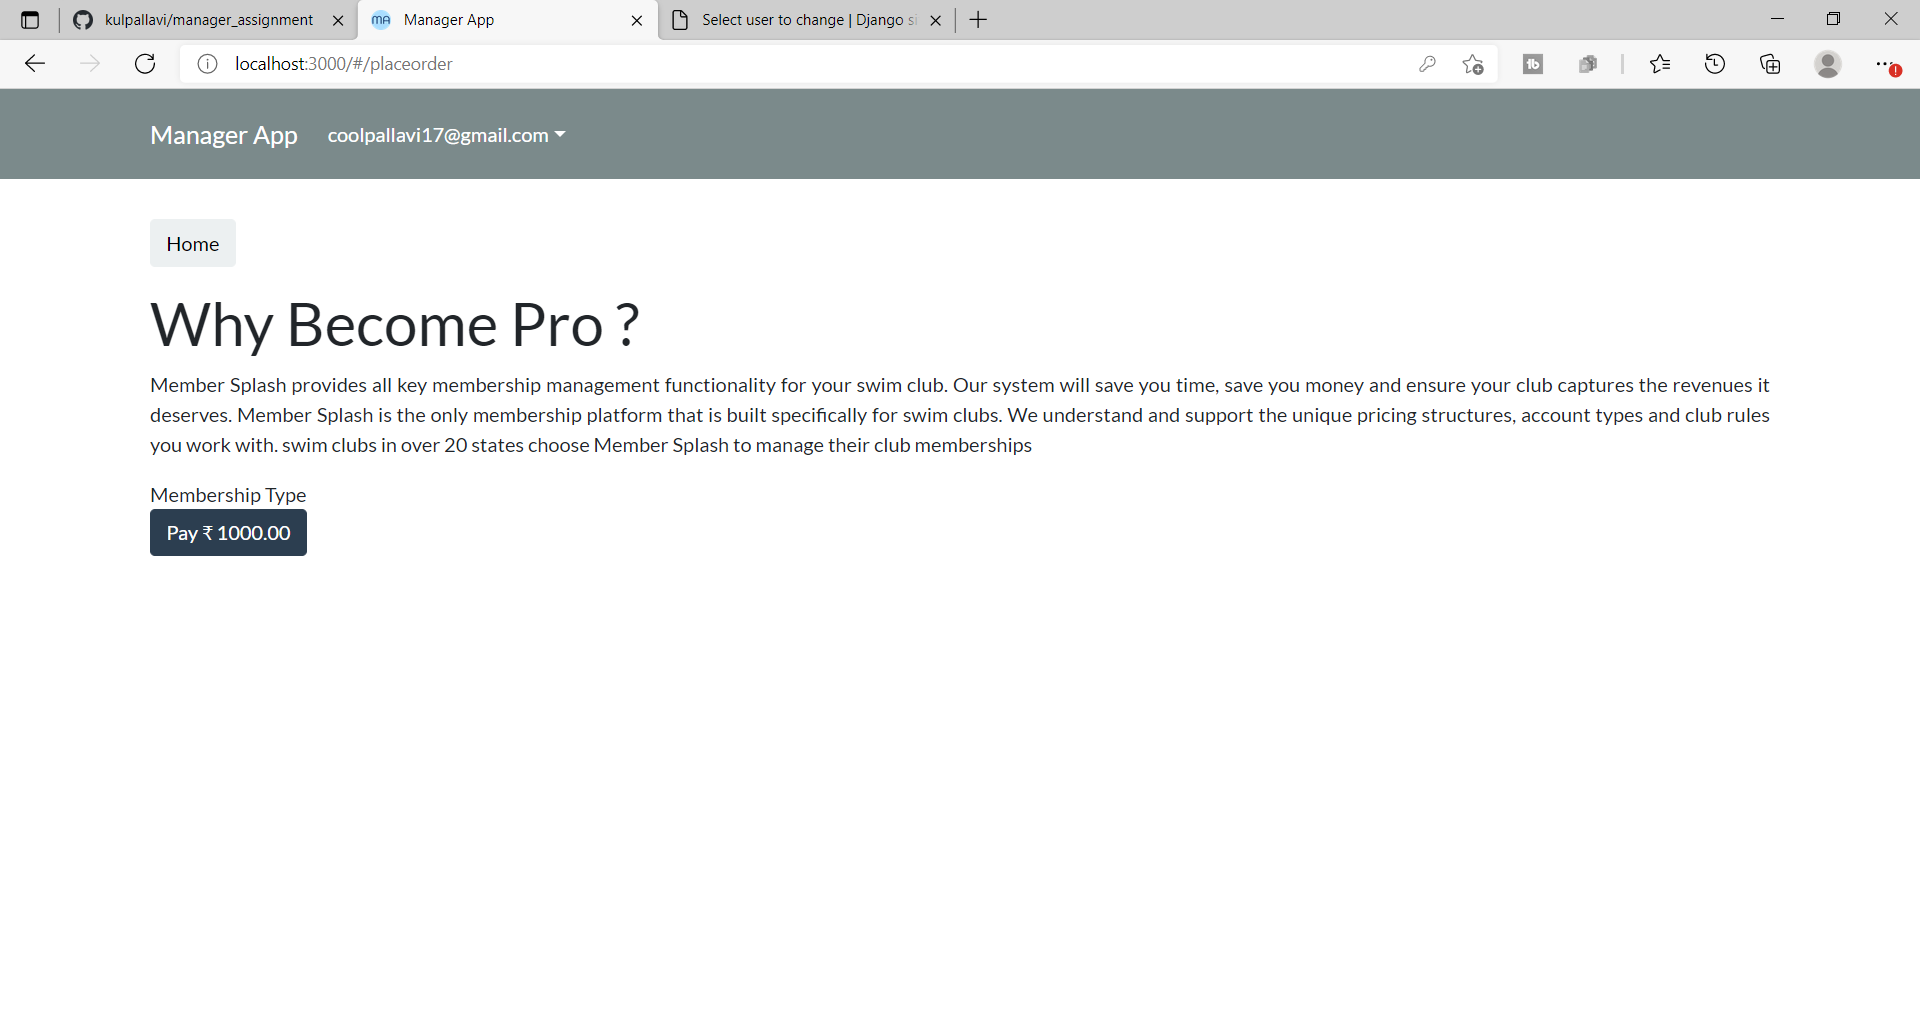 kulpallavi/manager_assignment
MA Manager App
Select user to change | Django si
localhost:3000/#/placeorder
Manager App coolpallavi17@gmail.com
Home
Why Become Pro ?
Member Splash provides all key membership management functionality for your swim club. Our system will save you time, save you money and ensure your club captures the revenues it
deserves. Member Splash is the only membership platform that is built specifically for swim clubs. We understand and support the unique pricing structures, account types and club rules
you work with. swim clubs in over 20 states choose Member Splash to manage their club memberships
Membership Type
Pay ₹ 1000.00